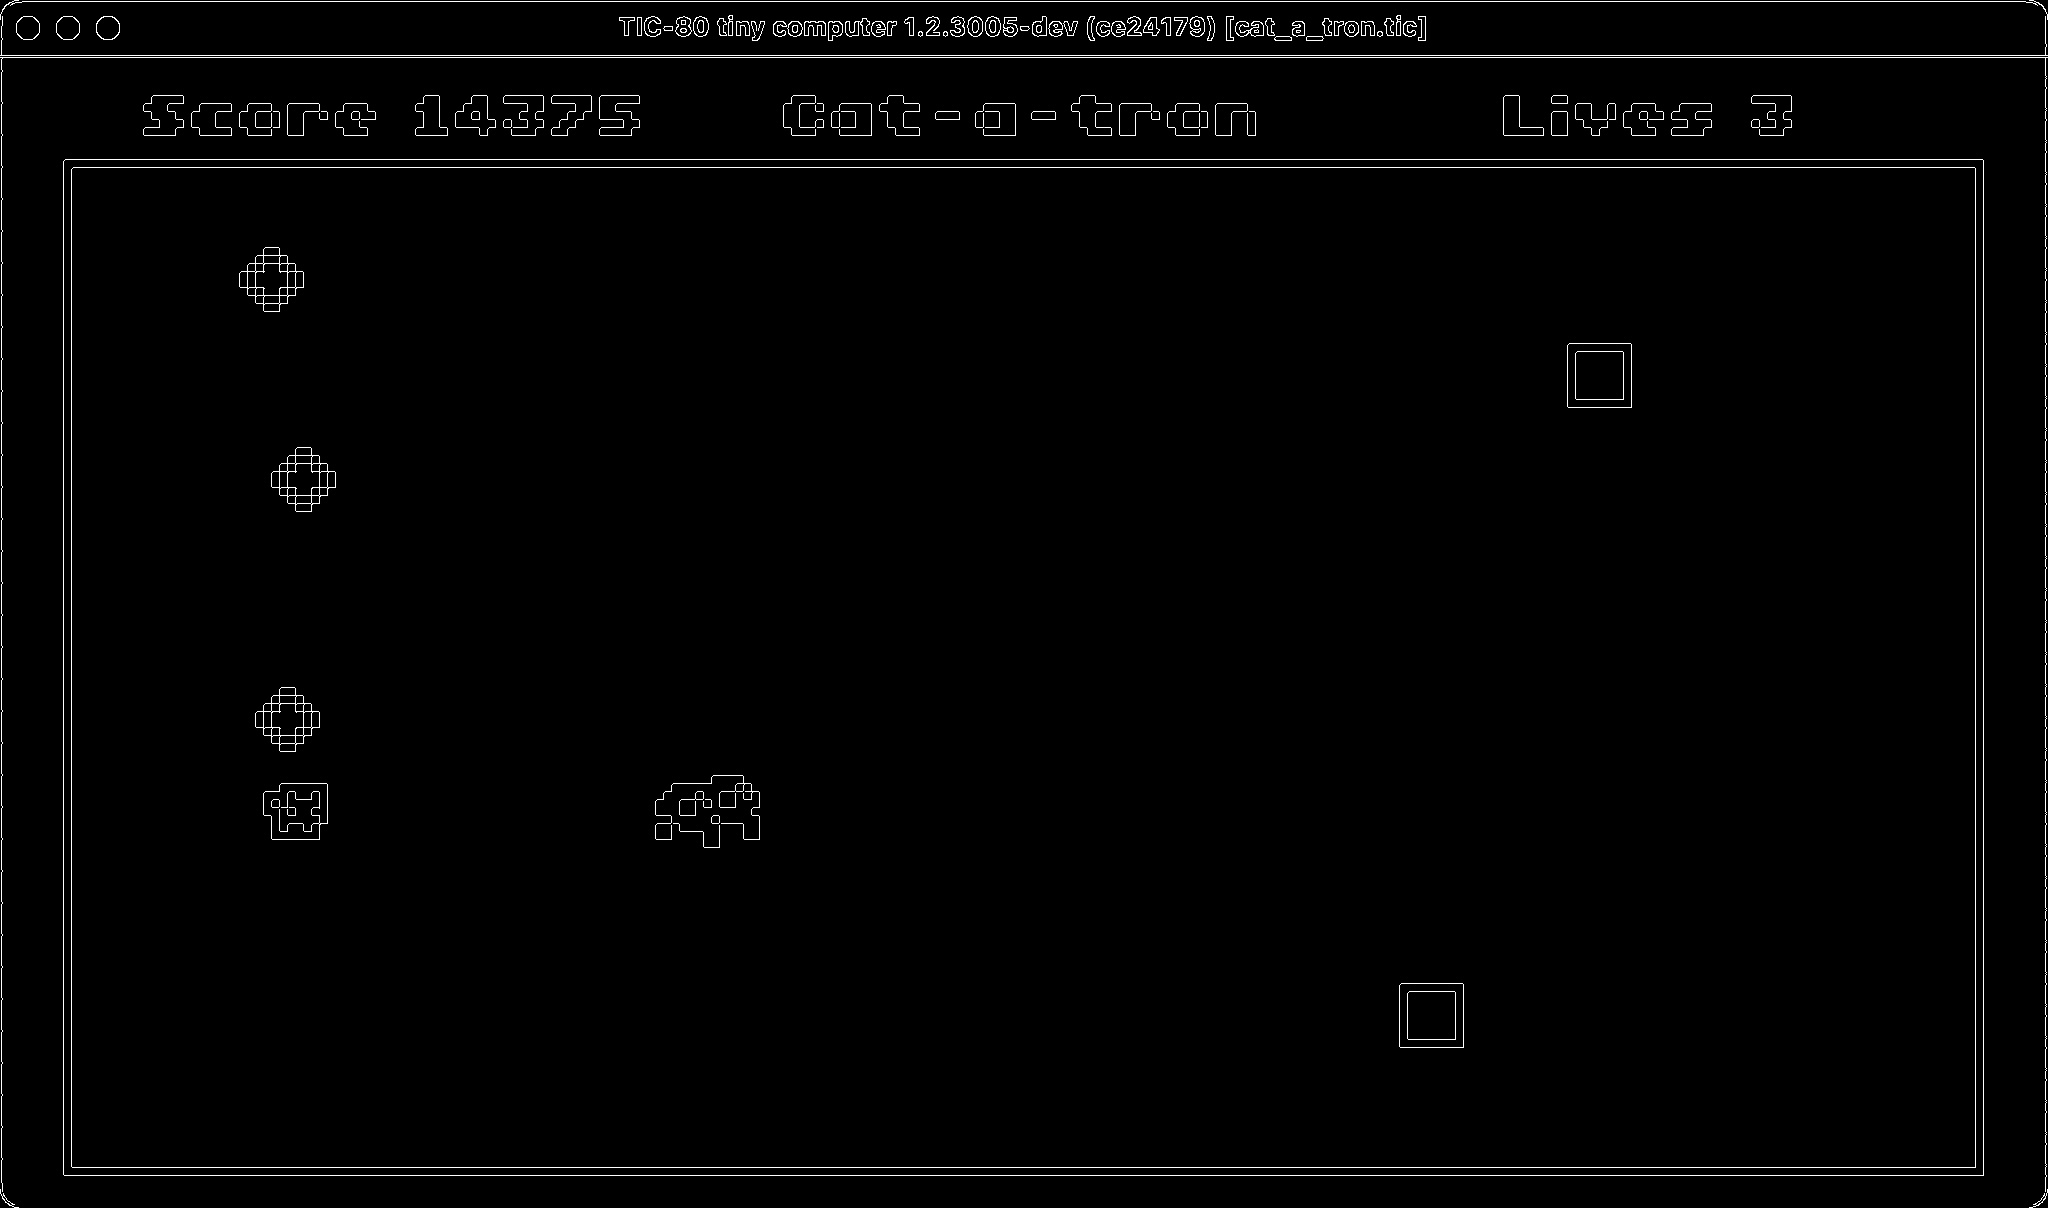 TIC-80 tiny computer 1.2.3005-dev (ce24179) [cat_a_tron.tic]
Score 14375 Cat-a-tron Lives 3